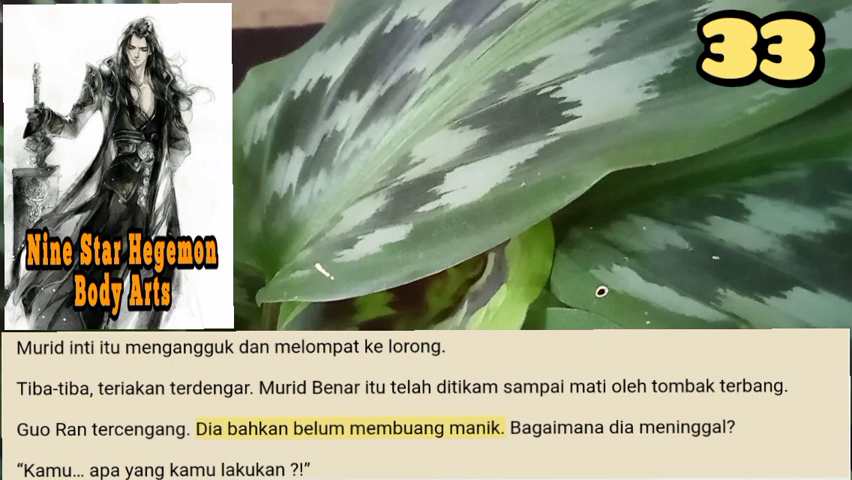 33
Nine Star Hegemon
Body Arts
Murid inti itu mengangguk dan melompat ke lorong.
Tiba-tiba, teriakan terdengar. Murid Benar itu telah ditikam sampai mati oleh tombak terbang.
Guo Ran tercengang. Dia bahkan belum membuang manik. Bagaimana dia meninggal?
“Kamu... apa yang kamu lakukan ?!”